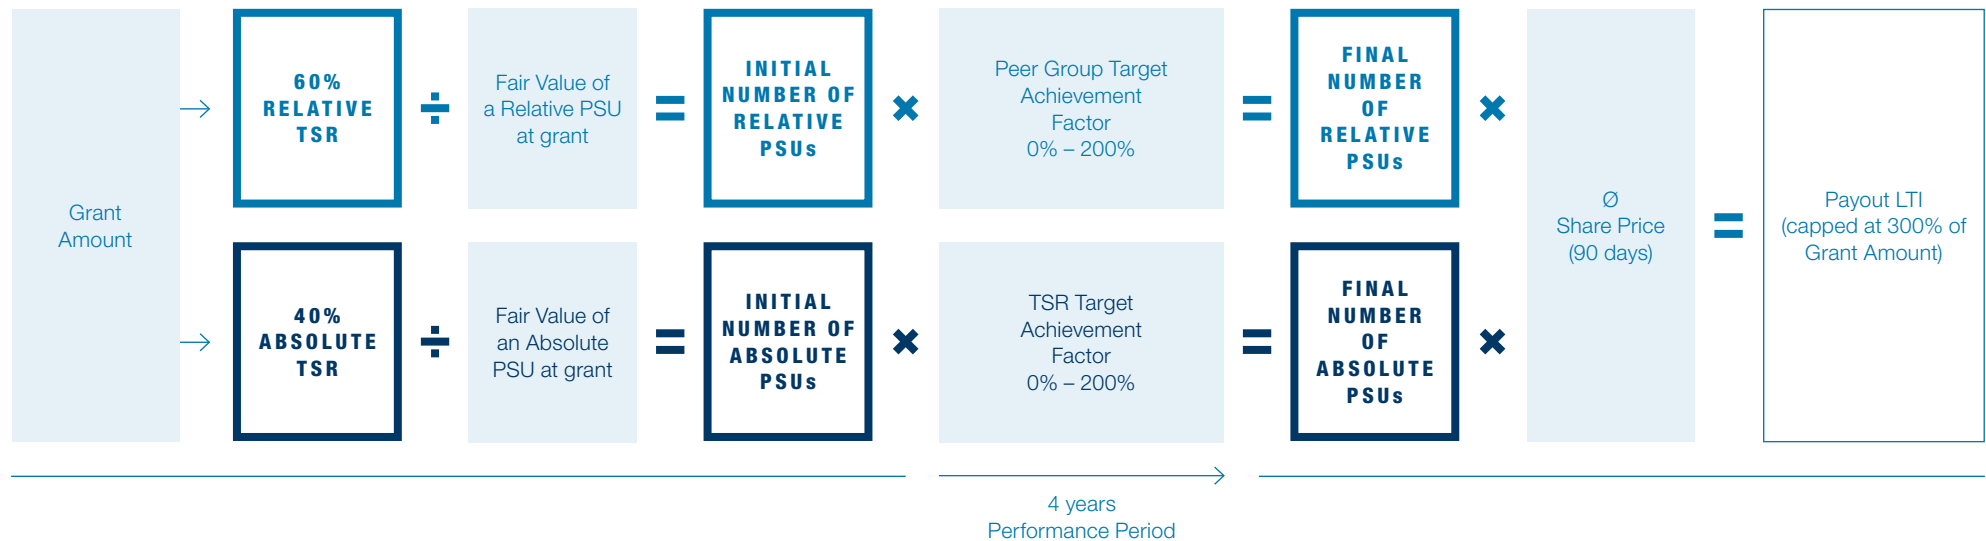 Grant
Amount
60%
RELATIVE
TSR
÷
Fair Value of
a Relative PSU
at grant
=
INITIAL
NUMBER OF
RELATIVE
PSUs
×
Peer Group Target
Achievement
Factor
0% – 200%
=
FINAL
NUMBER
OF
RELATIVE
PSUs
×
40%
ABSOLUTE
TSR
÷
Fair Value of
an Absolute
PSU at grant
=
INITIAL
NUMBER OF
ABSOLUTE
PSUs
×
TSR Target
Achievement
Factor
0% – 200%
=
FINAL
NUMBER
OF
ABSOLUTE
PSUs
×
Ø
Share Price
(90 days)
=
Payout LTI
(capped at 300% of
Grant Amount)
4 years
Performance Period